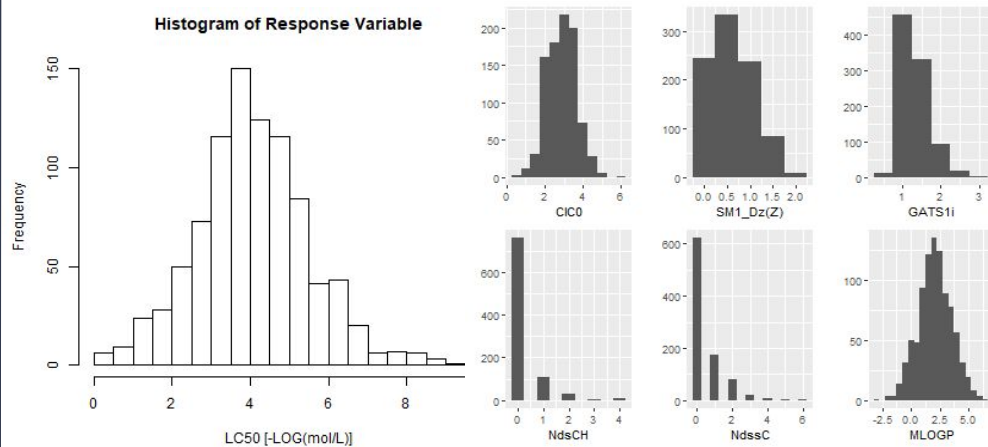 Histogram of Response Variable
Frequency
0 50 100 150
0 2 4 6 8
LC50 [-LOG(mol/L)]
0 50 100 150 200
0 2 4 6
CIC0
0 100 200 300
0.0 0.5 1.0 1.5 2.0
SM1_Dz(Z)
0 100 200 300 400
1 2 3
GATS1i
0 200 400 600
0 1 2 3 4
NdsCH
0 200 400 600
0 1 2 3 4 5 6
NdssC
0 50 100
-2.5 0.0 2.5 5.0
MLOGP